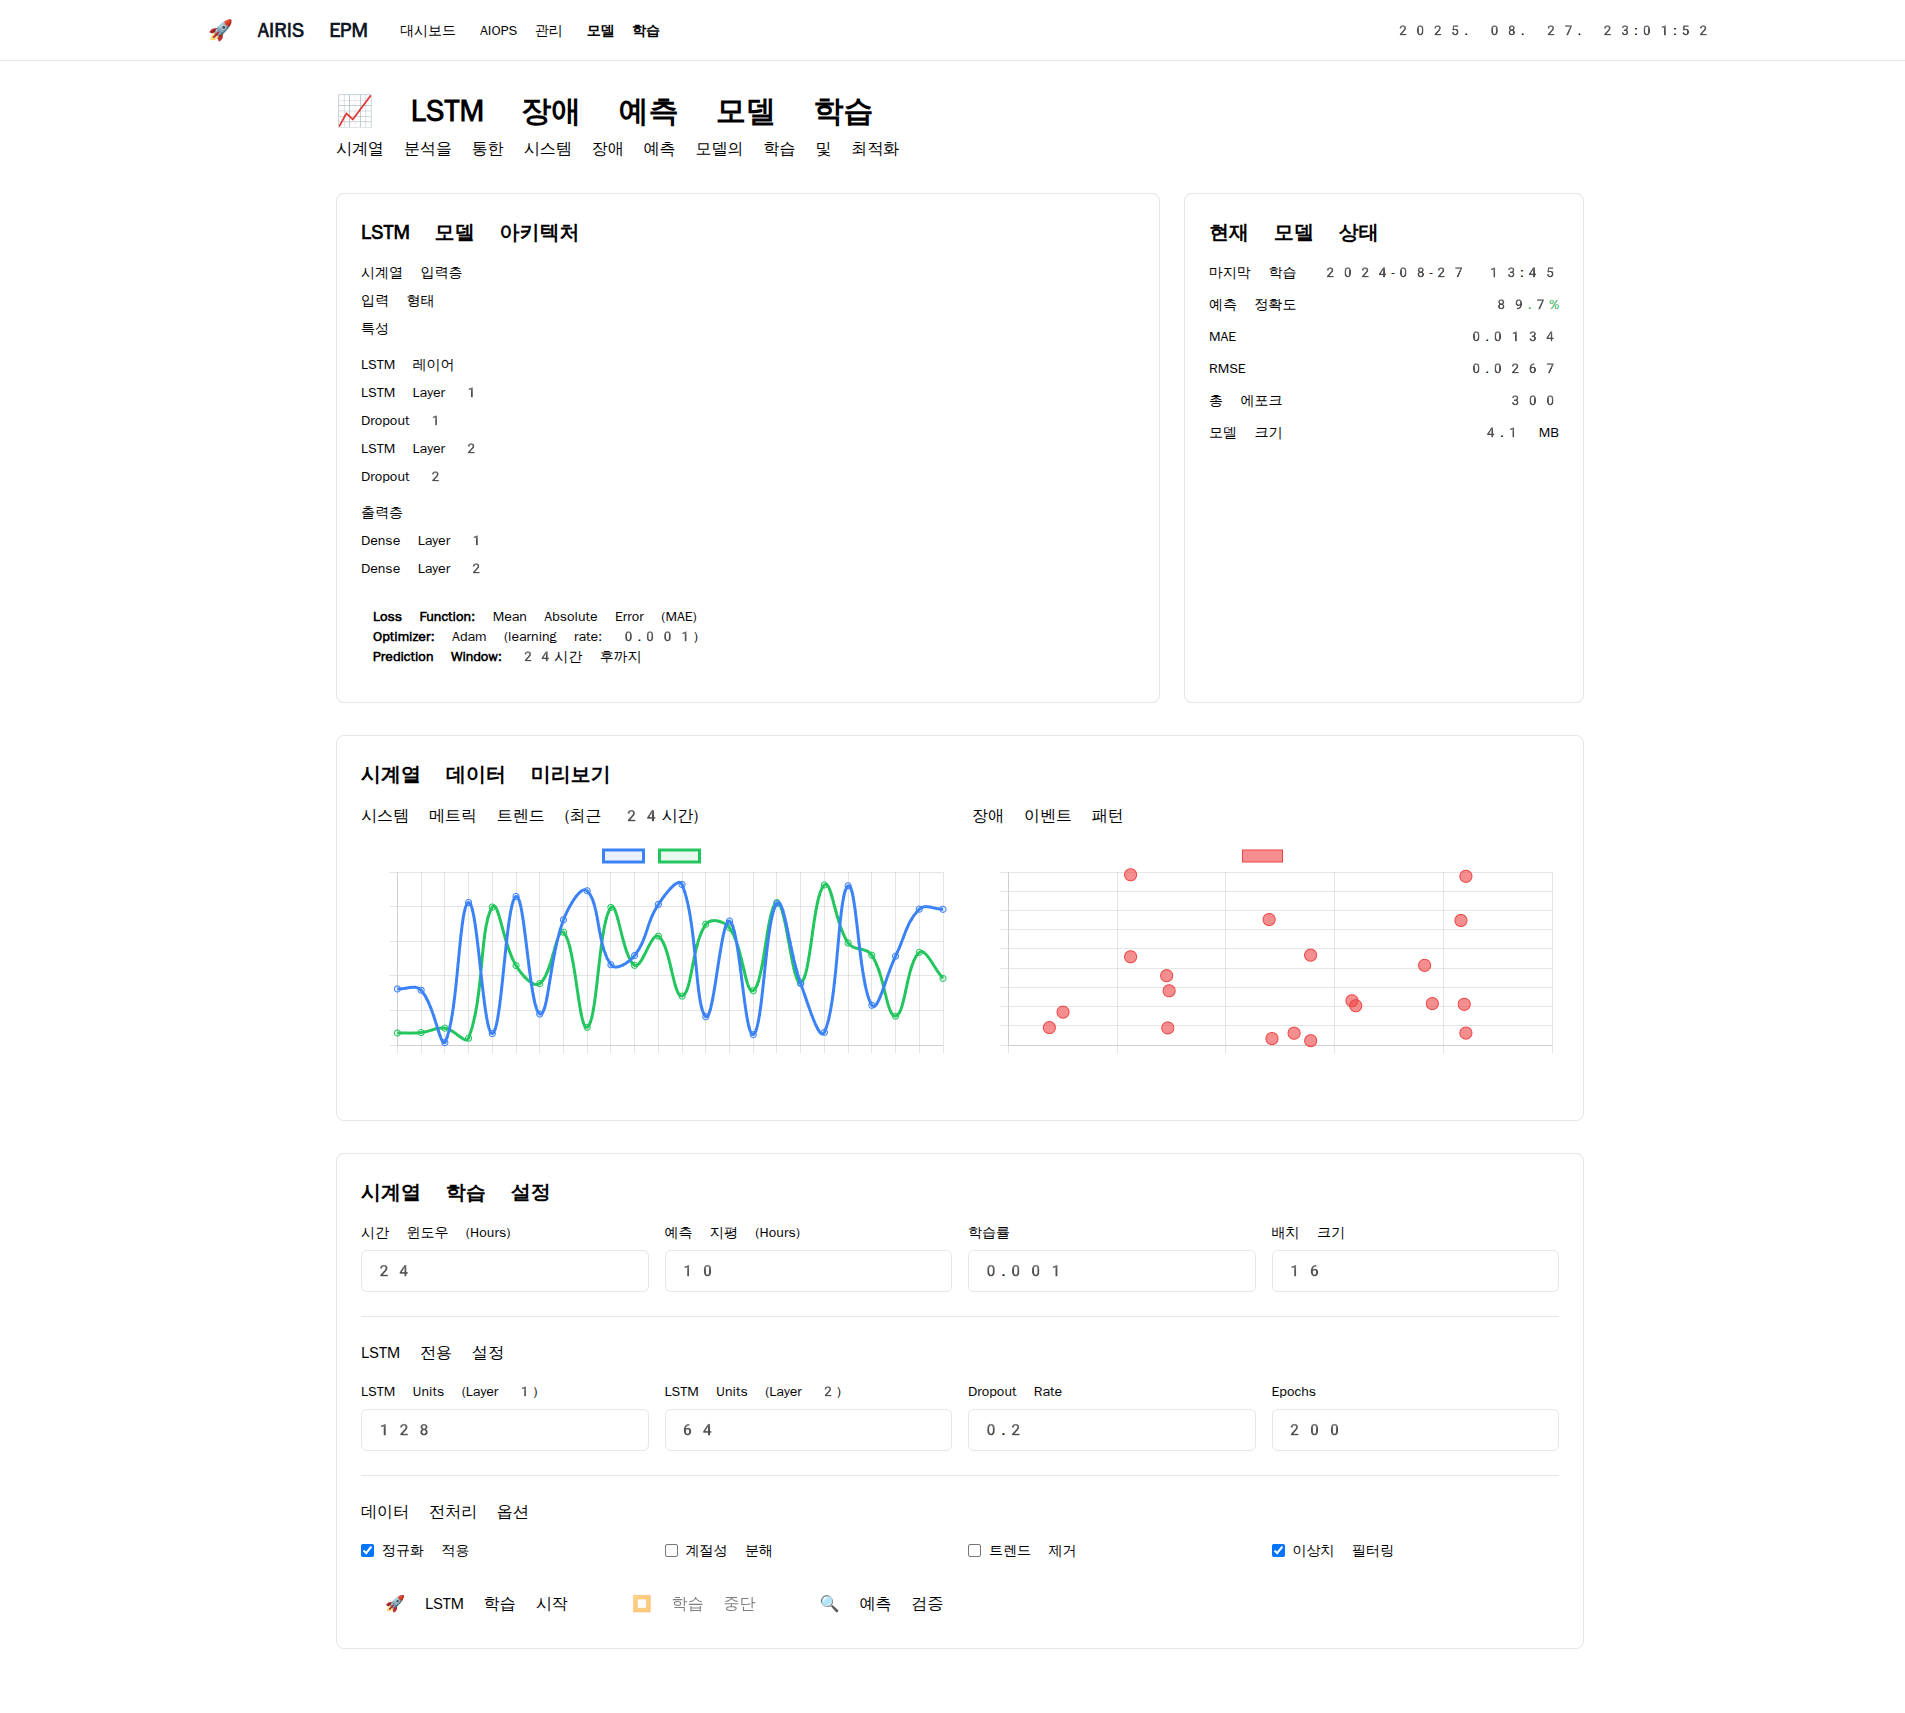 🚀 AIRIS EPM 대시보드 AIOPS 관리 모델 학습 2025. 08. 27. 23:01:52
📈 LSTM 장애 예측 모델 학습
시계열 분석을 통한 시스템 장애 예측 모델의 학습 및 최적화
LSTM 모델 아키텍처
시계열 입력층
입력 형태
특성
LSTM 레이어
LSTM Layer 1
Dropout 1
LSTM Layer 2
Dropout 2
출력층
Dense Layer 1
Dense Layer 2
Loss Function: Mean Absolute Error (MAE)
Optimizer: Adam (learning rate: 0.001)
Prediction Window: 24시간 후까지
현재 모델 상태
마지막 학습 2024-08-27 13:45
예측 정확도 89.7%
MAE 0.0134
RMSE 0.0267
총 에포크 300
모델 크기 4.1 MB
시계열 데이터 미리보기
시스템 메트릭 트렌드 (최근 24시간)
장애 이벤트 패턴
시계열 학습 설정
시간 윈도우 (Hours) 예측 지평 (Hours) 학습률 배치 크기
24 10 0.001 16
LSTM 전용 설정
LSTM Units (Layer 1) LSTM Units (Layer 2) Dropout Rate Epochs
128 64 0.2 200
데이터 전처리 옵션
정규화 적용 계절성 분해 트렌드 제거 이상치 필터링
🚀 LSTM 학습 시작 ⏹️ 학습 중단 🔍 예측 검증